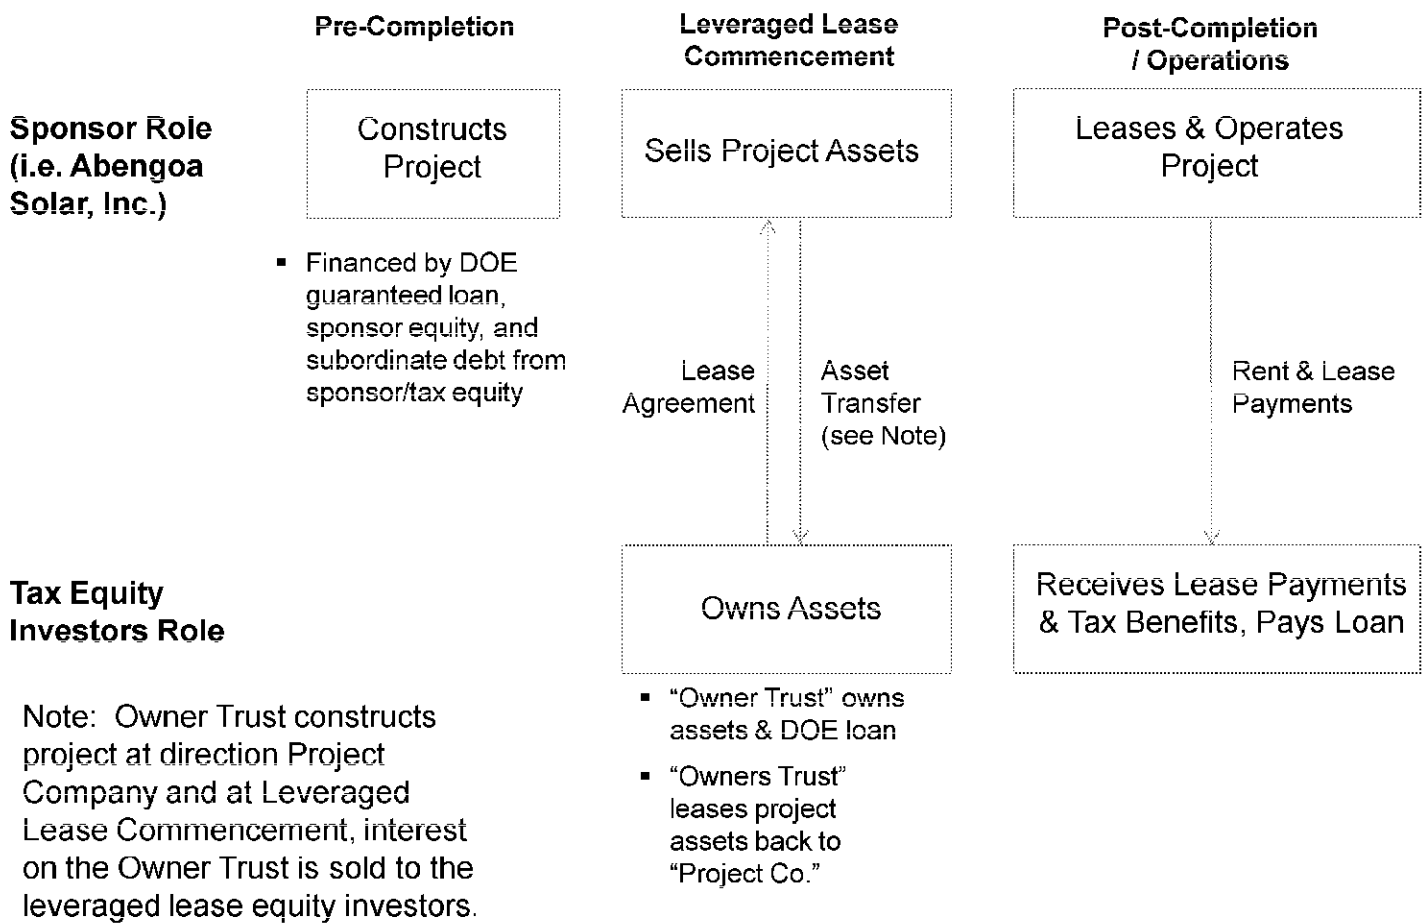 Pre-Completion
Leveraged Lease
Commencement
Post-Completion
/ Operations
Sponsor Role
(i.e. Abengoa
Solar, Inc.)
Constructs
Project
Sells Project Assets
Leases & Operates
Project
▪ Financed by DOE
guaranteed loan,
sponsor equity, and
subordinate debt from
sponsor/tax equity
Lease
Agreement
Asset
Transfer
(see Note)
Rent & Lease
Payments
Tax Equity
Investors Role
Owns Assets
Receives Lease Payments
& Tax Benefits, Pays Loan
▪ “Owner Trust” owns
assets & DOE loan
▪ “Owners Trust”
leases project
assets back to
“Project Co.”
Note: Owner Trust constructs
project at direction Project
Company and at Leveraged
Lease Commencement, interest
on the Owner Trust is sold to the
leveraged lease equity investors.